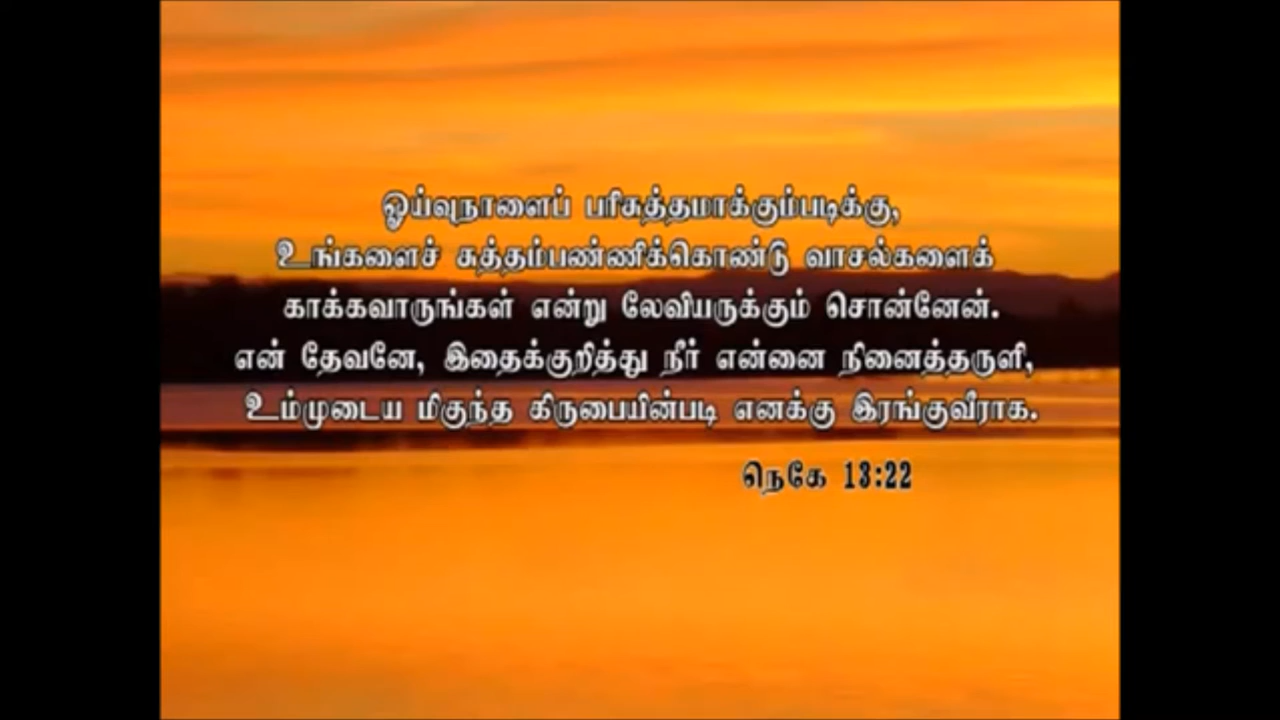 ஓய்வுநாளைப் பரிசுத்தமாக்கும்படிக்கு,
உங்களைச் சுத்தம்பண்ணிக்கொண்டு வாசல்களைக்
காக்கவாருங்கள் என்று லேவியருக்கும் சொன்னேன்.
என் தேவனே, இதைக்குறித்து நீர் என்னை நினைத்தருளி,
உம்முடைய மிகுந்த கிருபையின்படி எனக்கு இரங்குவீராக.
நெகே 13:22